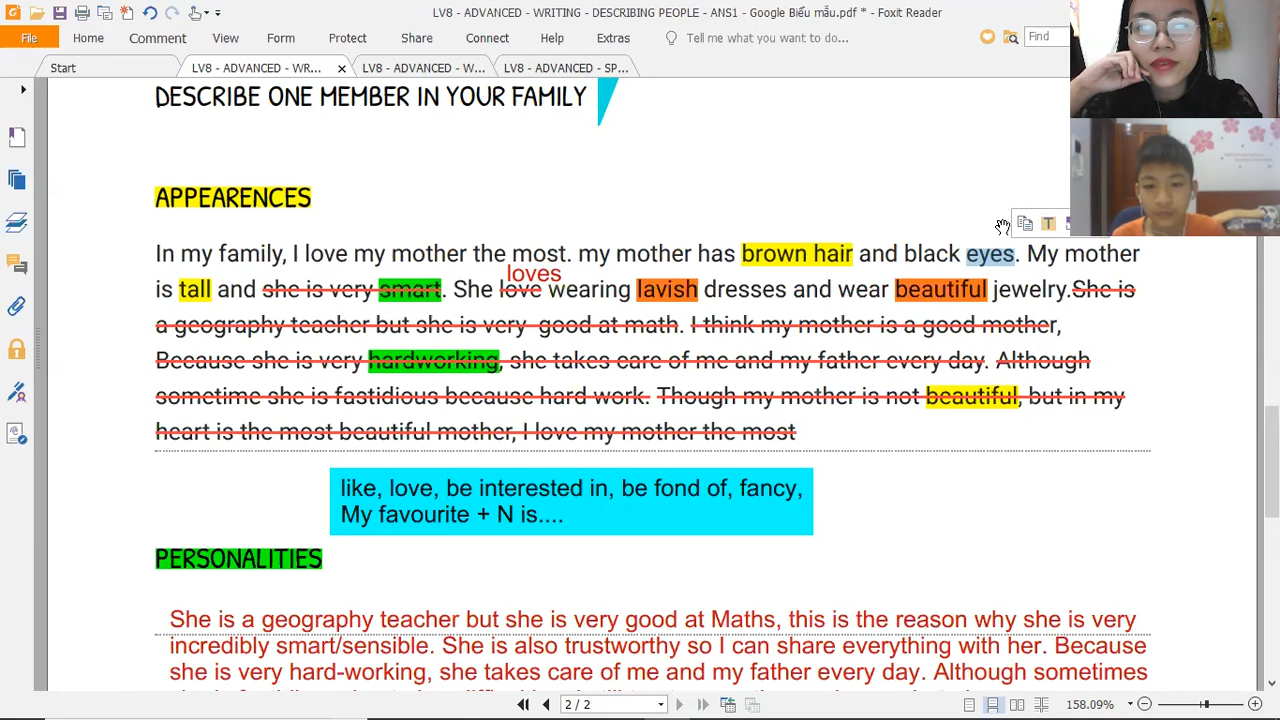 LV8 - ADVANCED - WRITING - DESCRIBING PEOPLE - ANS1 - Google Biểu mẫu.pdf * - Foxit Reader
File Home Comment View Form Protect Share Connect Help Extras Tell me what you want to do... Find
Start LV8 - ADVANCED - WR... LV8 - ADVANCED - W... LV8 - ADVANCED - SP...
DESCRIBE ONE MEMBER IN YOUR FAMILY
APPEARENCES
In my family, I love my mother the most. my mother has brown hair and black eyes. My mother
loves
is tall and she is very smart. She love wearing lavish dresses and wear beautiful jewelry.She is
a geography teacher but she is very good at math. I think my mother is a good mother,
Because she is very hardworking, she takes care of me and my father every day. Although
sometime she is fastidious because hard work. Though my mother is not beautiful, but in my
heart is the most beautiful mother, I love my mother the most
like, love, be interested in, be fond of, fancy,
My favourite + N is....
PERSONALITIES
She is a geography teacher but she is very good at Maths, this is the reason why she is very
incredibly smart/sensible. She is also trustworthy so I can share everything with her. Because
she is very hard-working, she takes care of me and my father every day. Although sometimes
2 / 2
158.09%